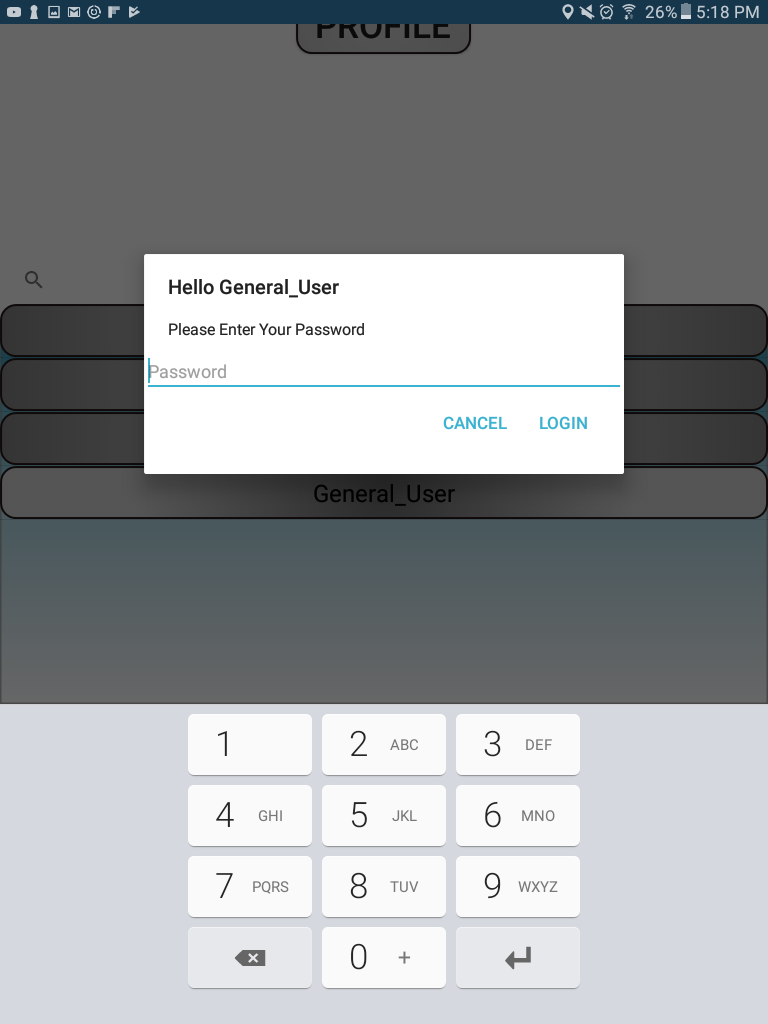 26% 5:18 PM
PROFILE
Hello General_User
Please Enter Your Password
Password
CANCEL LOGIN
General_User
1 2 ABC 3 DEF
4 GHI 5 JKL 6 MNO
7 PQRS 8 TUV 9 WXYZ
0 +